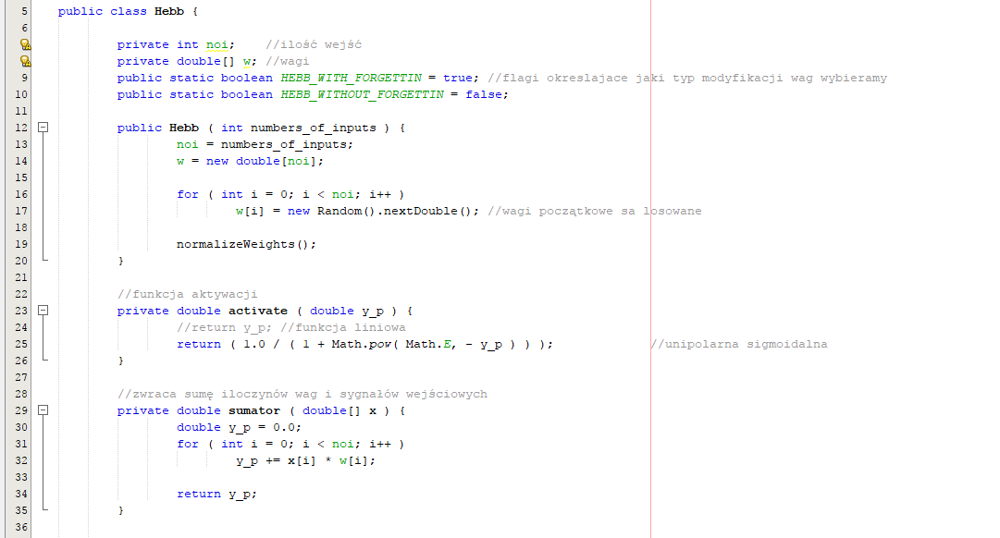 5 public class Hebb {
6
private int noi; //ilość wejść
private double[] w; //wagi
9 public static boolean HEBB_WITH_FORGETTIN = true; //flagi okreslajace jaki typ modyfikacji wag wybieramy
10 public static boolean HEBB_WITHOUT_FORGETTIN = false;
11
12 public Hebb ( int numbers_of_inputs ) {
13 noi = numbers_of_inputs;
14 w = new double[noi];
15
16 for ( int i = 0; i < noi; i++ )
17 w[i] = new Random().nextDouble(); //wagi początkowe sa losowane
18
19 normalizeWeights();
20 }
21
22 //funkcja aktywacji
23 private double activate ( double y_p ) {
24 //return y_p; //funkcja liniowa
25 return ( 1.0 / ( 1 + Math.pow( Math.E, - y_p ) ) ); //unipolarna sigmoidalna
26 }
27
28 //zwraca sumę iloczynów wag i sygnałów wejściowych
29 private double sumator ( double[] x ) {
30 double y_p = 0.0;
31 for ( int i = 0; i < noi; i++ )
32 y_p += x[i] * w[i];
33
34 return y_p;
35 }
36